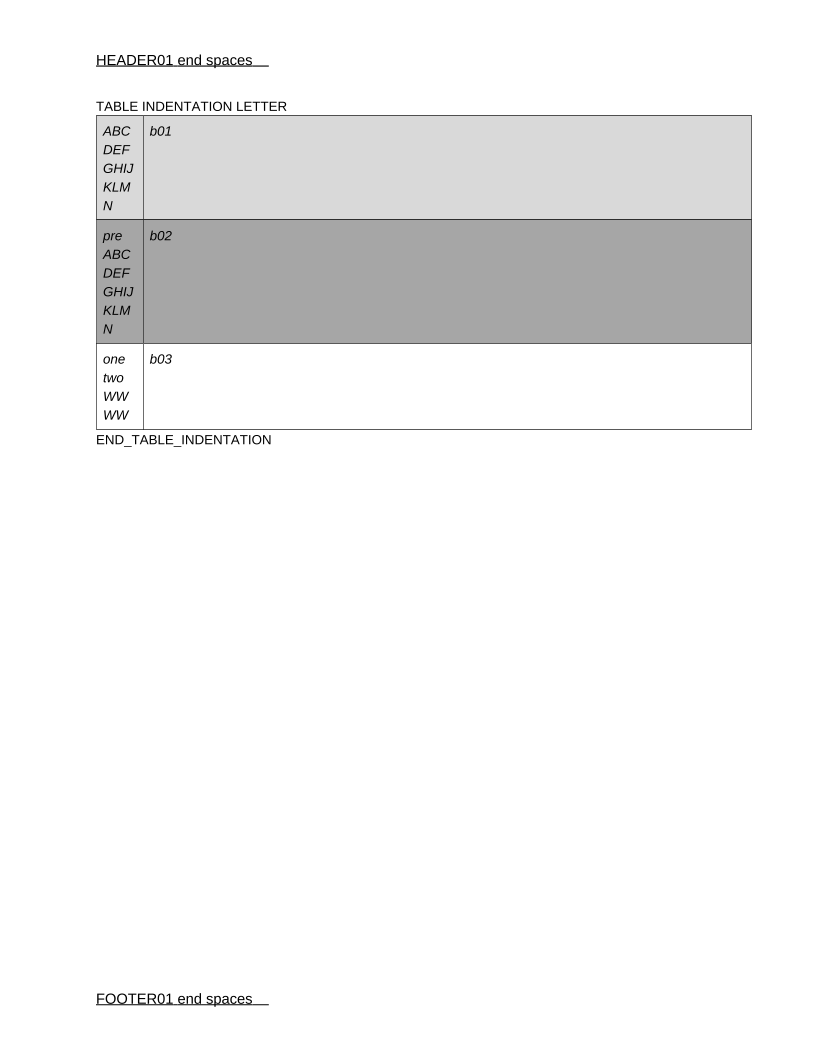 HEADER01 end spaces
TABLE INDENTATION LETTER
ABC b01
DEF
GHIJ
KLM
N
pre b02
ABC
DEF
GHIJ
KLM
N
one b03
two
WW
WW
END_TABLE_INDENTATION
FOOTER01 end spaces